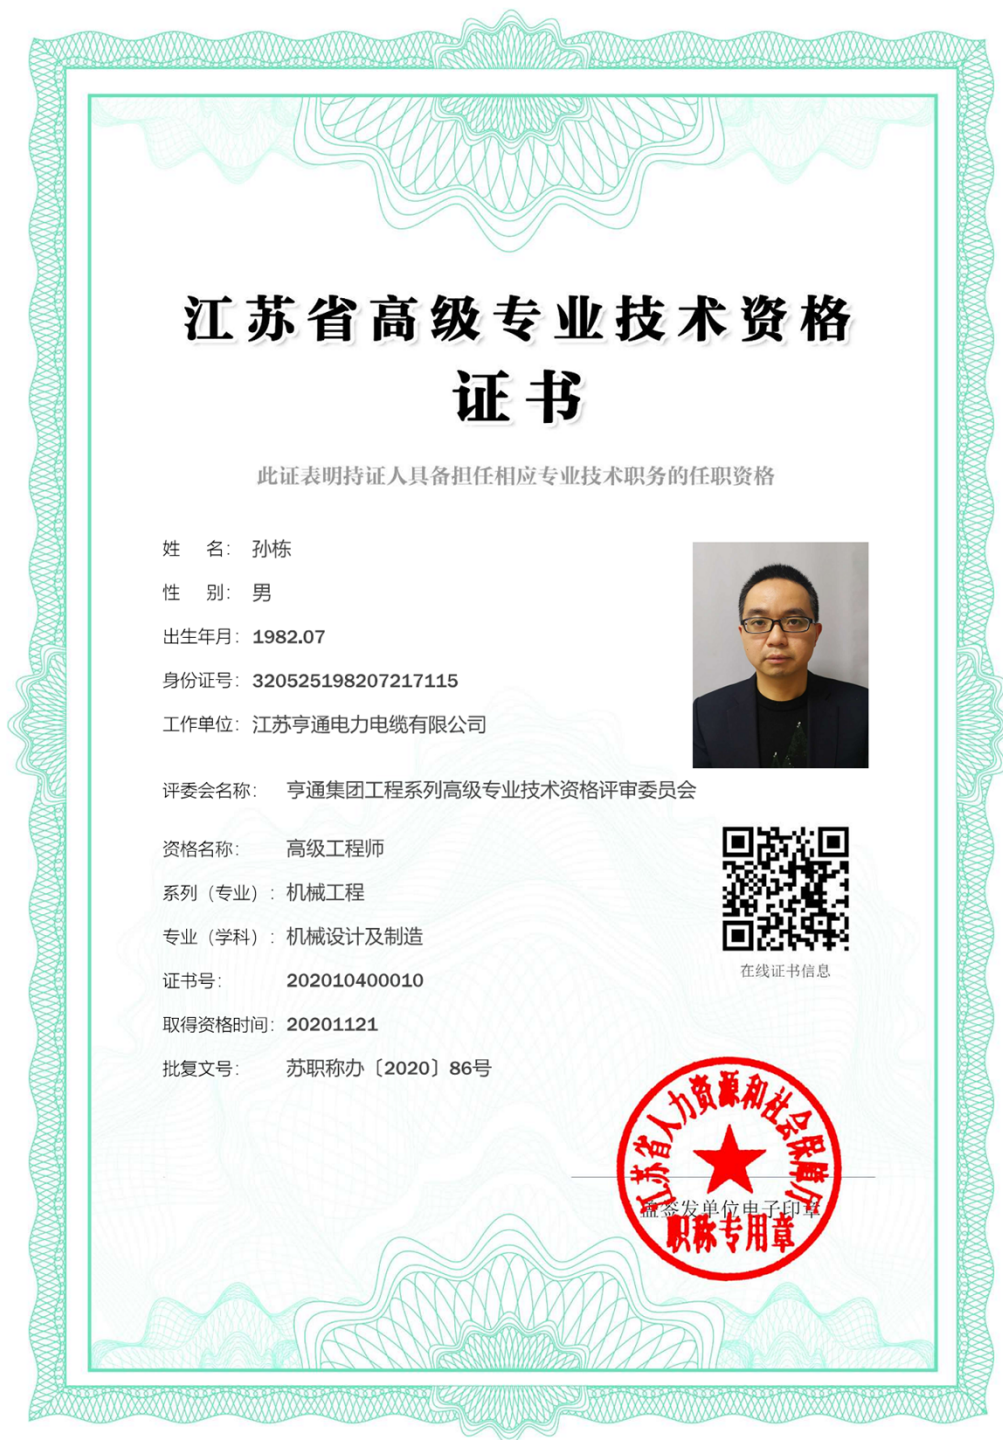 江苏省高级专业技术资格
证书
此证表明持证人具备担任相应专业技术职务的任职资格
姓 名： 孙栋
性 别： 男
出生年月：1982.07
身份证号：320525198207217115
工作单位：江苏亨通电力电缆有限公司
评委会名称： 亨通集团工程系列高级专业技术资格评审委员会
资格名称： 高级工程师
系列（专业）：机械工程
专业（学科）：机械设计及制造
证书号： 202010400010
取得资格时间：20201121
批复文号： 苏职称办〔2020〕86号
在线证书信息
江苏省人力资源和社会保障厅
盖签发单位电子印章
职称专用章